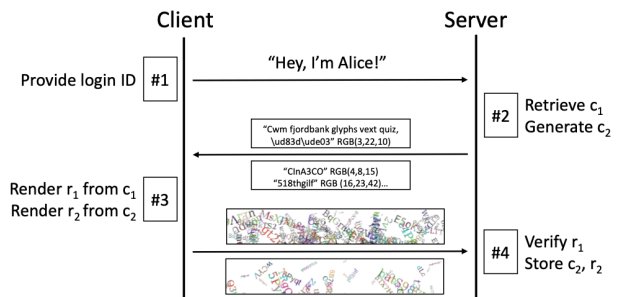 Client
Server
Provide login ID
#1
“Hey, I’m Alice!”
#2
Retrieve c1
Generate c2
“Cwm fjordbank glyphs vext quiz,
\ud83d\ude03” RGB(3,22,10)
“CInA3CO” RGB(4,8,15)
“518thgilf” RGB (16,23,42)…
Render r1 from c1
Render r2 from c2
#3
#4
Verify r1
Store c2, r2